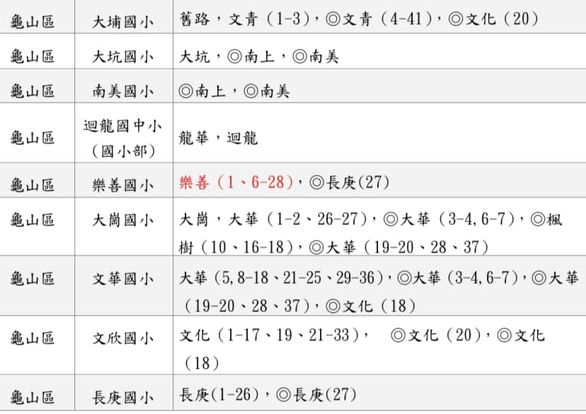 龜山區 大埔國小 舊路，文青（1-3），◎文青（4-41），◎文化（20）
龜山區 大坑國小 大坑，◎南上，◎南美
龜山區 南美國小 ◎南上，◎南美
龜山區 迴龍國中小 龍華，迴龍
（國小部）
龜山區 樂善國小 樂善（1、6-28），◎長庚(27)
龜山區 大崗國小 大崗，大華（1-2、26-27），◎大華（3-4,6-7），◎楓
樹（10、16-18），◎大華（19-20、28、37）
龜山區 文華國小 大華（5,8-18、21-25、29-36），◎大華（3-4,6-7），◎大華
（19-20、28、37），◎文化（18）
龜山區 文欣國小 文化（1-17、19、21-33）， ◎文化（20），◎文化
（18）
龜山區 長庚國小 長庚(1-26)，◎長庚(27)